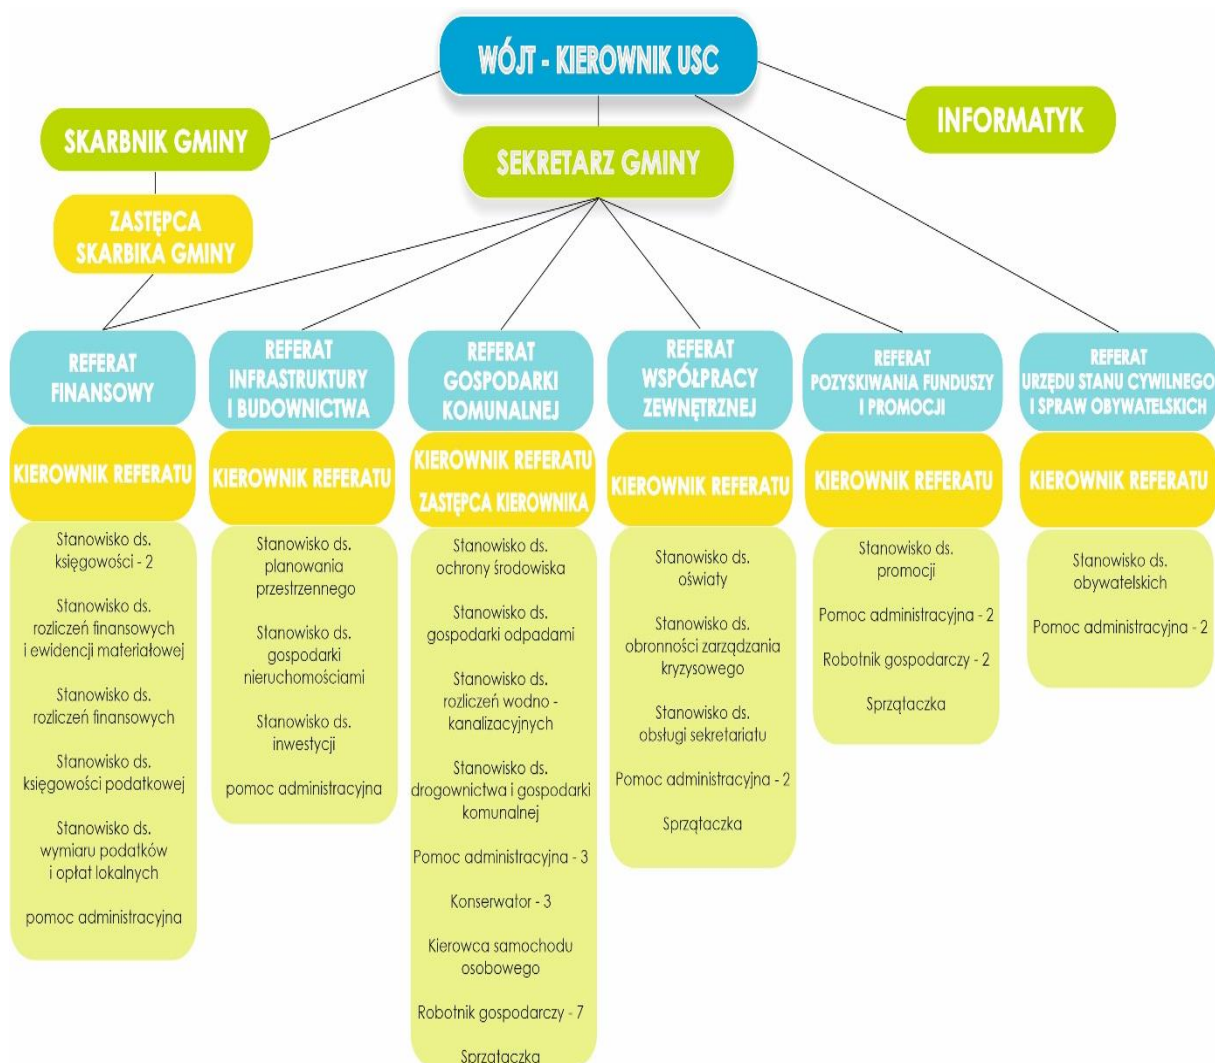 WÓJT - KIEROWNIK USC
SKARBNIK GMINY
SEKRETARZ GMINY
INFORMATYK
ZASTĘPCA
SKARBIKA GMINY
REFERAT
FINANSOWY
KIEROWNIK REFERATU
Stanowisko ds.
księgowości - 2
Stanowisko ds.
rozliczeń finansowych
i ewidencji materiałowej
Stanowisko ds.
rozliczeń finansowych
Stanowisko ds.
księgowości podatkowej
Stanowisko ds.
wymiaru podatków
i opłat lokalnych
pomoc administracyjna
REFERAT
INFRASTRUKTURY
I BUDOWNICTWA
KIEROWNIK REFERATU
Stanowisko ds.
planowania
przestrzennego
Stanowisko ds.
gospodarki
nieruchomościami
Stanowisko ds.
inwestycji
pomoc administracyjna
REFERAT
GOSPODARKI
KOMUNALNEJ
KIEROWNIK REFERATU
ZASTĘPCA KIEROWNIKA
Stanowisko ds.
ochrony środowiska
Stanowisko ds.
gospodarki odpadami
Stanowisko ds.
rozliczeń wodno -
kanalizacyjnych
Stanowisko ds.
drogownictwa i gospodarki
komunalnej
Pomoc administracyjna - 3
Konserwator - 3
Kierowca samochodu
osobowego
Robotnik gospodarczy - 7
Sprzątaczka
REFERAT
WSPÓŁPRACY
ZEWNĘTRZNEJ
KIEROWNIK REFERATU
Stanowisko ds.
oświaty
Stanowisko ds.
obronności zarządzania
kryzysowego
Stanowisko ds.
obsługi sekretariatu
Pomoc administracyjna - 2
Sprzątaczka
REFERAT
POZYSKIWANIA FUNDUSZY
I PROMOCJI
KIEROWNIK REFERATU
Stanowisko ds.
promocji
Pomoc administracyjna - 2
Robotnik gospodarczy - 2
Sprzątaczka
REFERAT
URZĘDU STANU CYWILNEGO
I SPRAW OBYWATELSKICH
KIEROWNIK REFERATU
Stanowisko ds.
obywatelskich
Pomoc administracyjna - 2